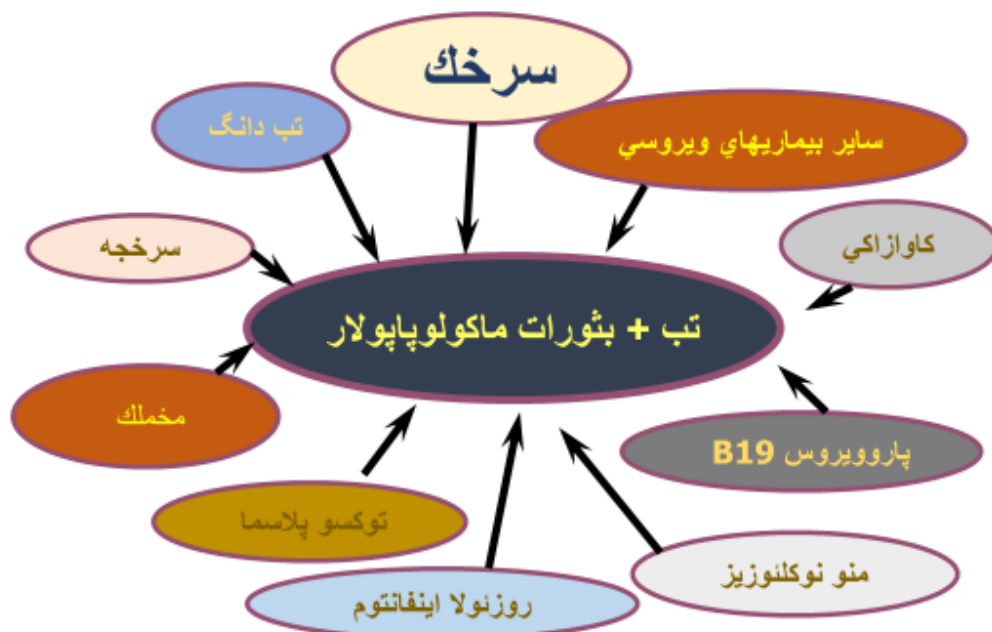 سرخك
تب دانگ
ساير بيماريهاي ويروسي
سرخجه
كاوازاكي
تب + بثورات ماكولوپاپولار
مخملك
پاروويروس B19
توكسو پلاسما
منو نوكلئوزيز
روزئولا اينفانتوم